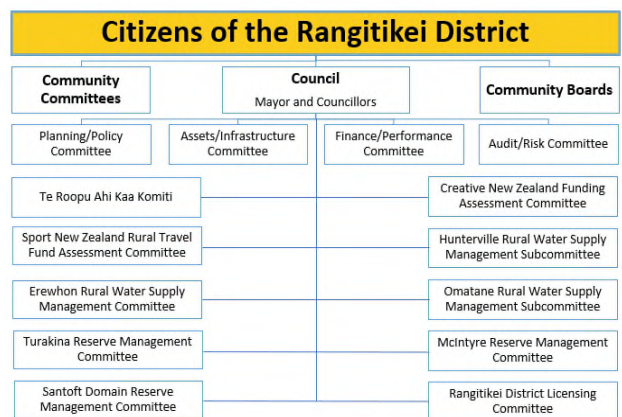 Citizens of the Rangitikei District
Community
Committees
Council
Mayor and Councillors
Community Boards
Planning/Policy
Committee
Assets/Infrastructure
Committee
Finance/Performance
Committee
Audit/Risk Committee
Te Roopu Ahi Kaa Komiti
Creative New Zealand Funding
Assessment Committee
Sport New Zealand Rural Travel
Fund Assessment Committee
Hunterville Rural Water Supply
Management Subcommittee
Erewhon Rural Water Supply
Management Committee
Omatane Rural Water Supply
Management Subcommittee
Turakina Reserve Management
Committee
McIntyre Reserve Management
Committee
Santoft Domain Reserve
Management Committee
Rangitikei District Licensing
Committee